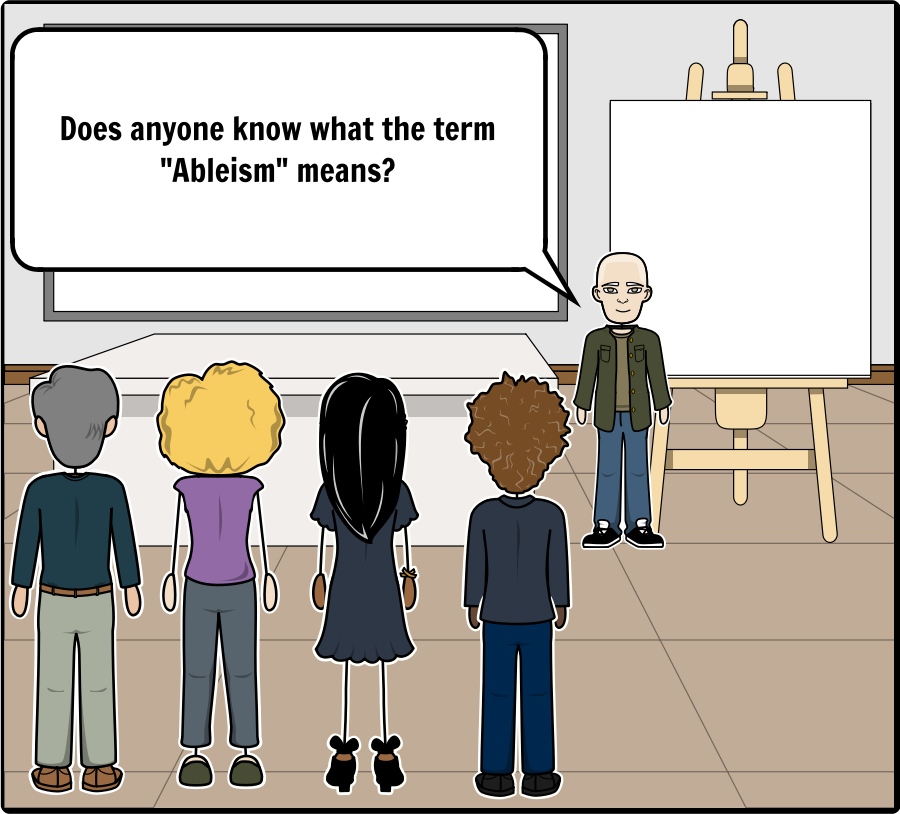 Does anyone know what the term
"Ableism" means?